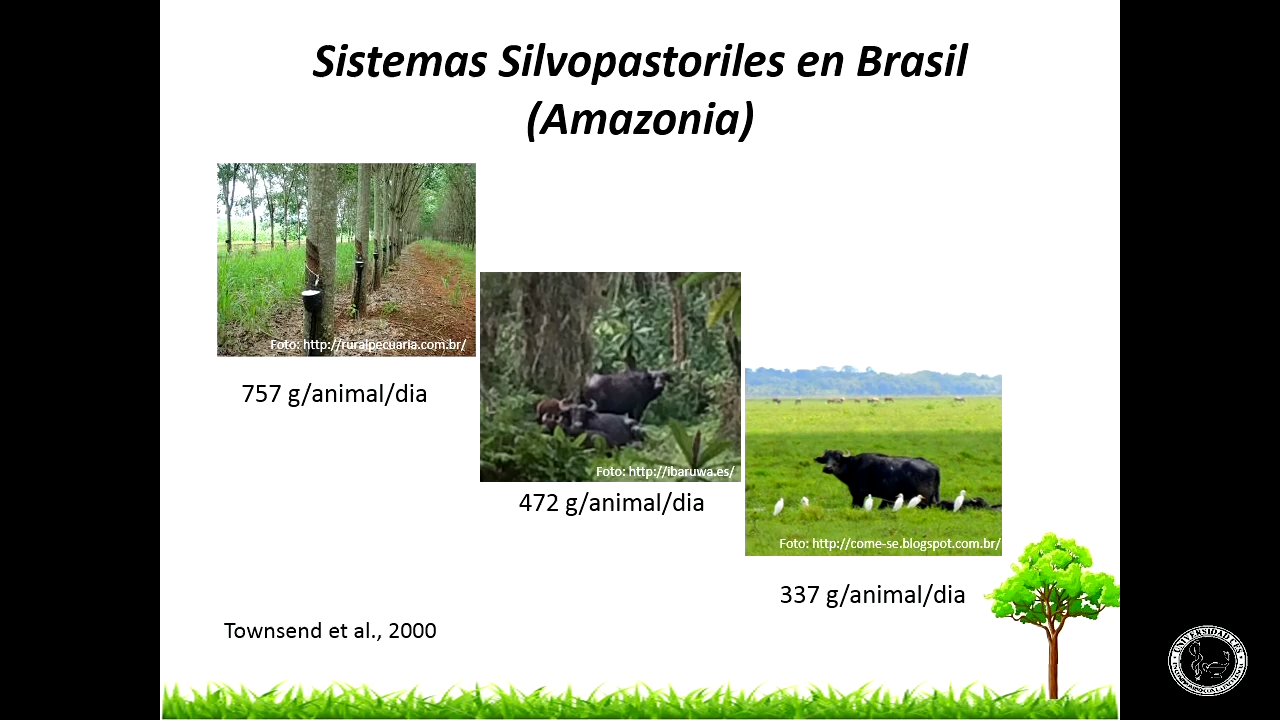 Sistemas Silvopastoriles en Brasil
(Amazonia)
Foto: http://ruralpecuaria.com.br/
757 g/animal/dia
Foto: http://ibaruwa.es/
472 g/animal/dia
Foto: http://come-se.blogspot.com.br/
337 g/animal/dia
Townsend et al., 2000